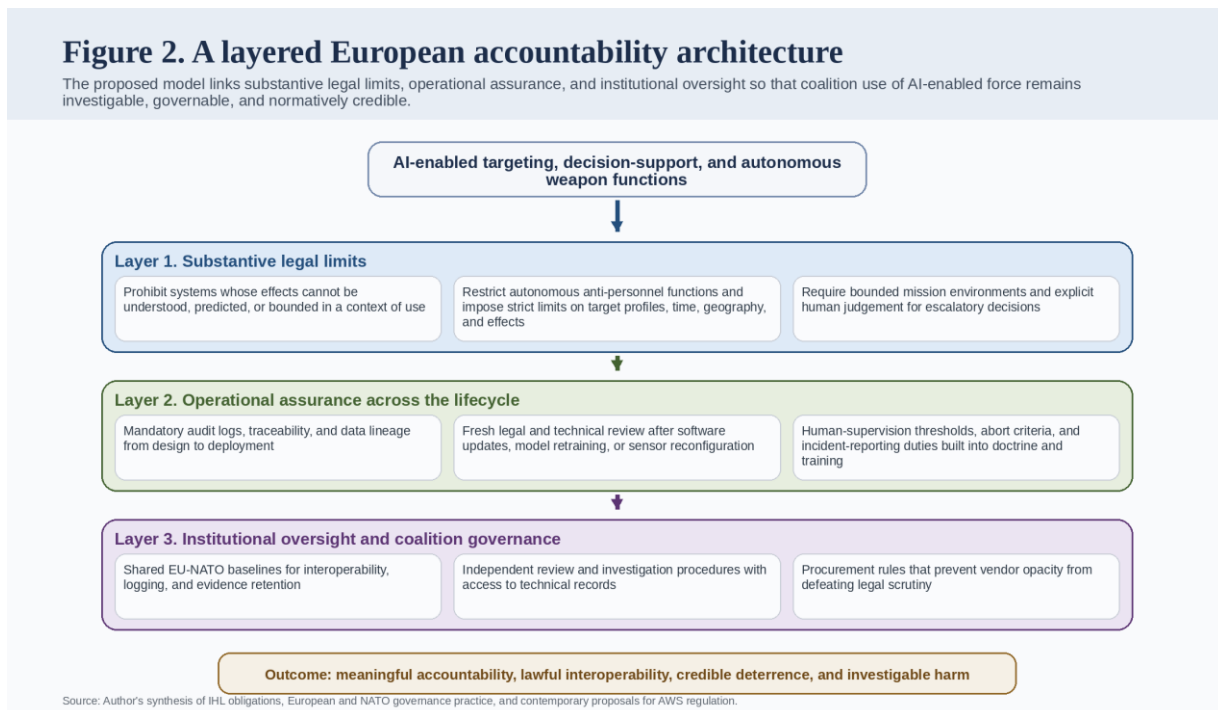 Figure 2. A layered European accountability architecture
The proposed model links substantive legal limits, operational assurance, and institutional oversight so that coalition use of AI-enabled force remains
investigable, governable, and normatively credible.
AI-enabled targeting, decision-support, and autonomous
weapon functions
Layer 1. Substantive legal limits
Prohibit systems whose effects cannot be
understood, predicted, or bounded in a context of use
Restrict autonomous anti-personnel functions and
impose strict limits on target profiles, time, geography,
and effects
Require bounded mission environments and explicit
human judgement for escalatory decisions
Layer 2. Operational assurance across the lifecycle
Mandatory audit logs, traceability, and data lineage
from design to deployment
Fresh legal and technical review after software
updates, model retraining, or sensor reconfiguration
Human-supervision thresholds, abort criteria, and
incident-reporting duties built into doctrine and
training
Layer 3. Institutional oversight and coalition governance
Shared EU-NATO baselines for interoperability,
logging, and evidence retention
Independent review and investigation procedures with
access to technical records
Procurement rules that prevent vendor opacity from
defeating legal scrutiny
Outcome: meaningful accountability, lawful interoperability, credible deterrence, and investigable harm
Source: Author's synthesis of IHL obligations, European and NATO governance practice, and contemporary proposals for AWS regulation.